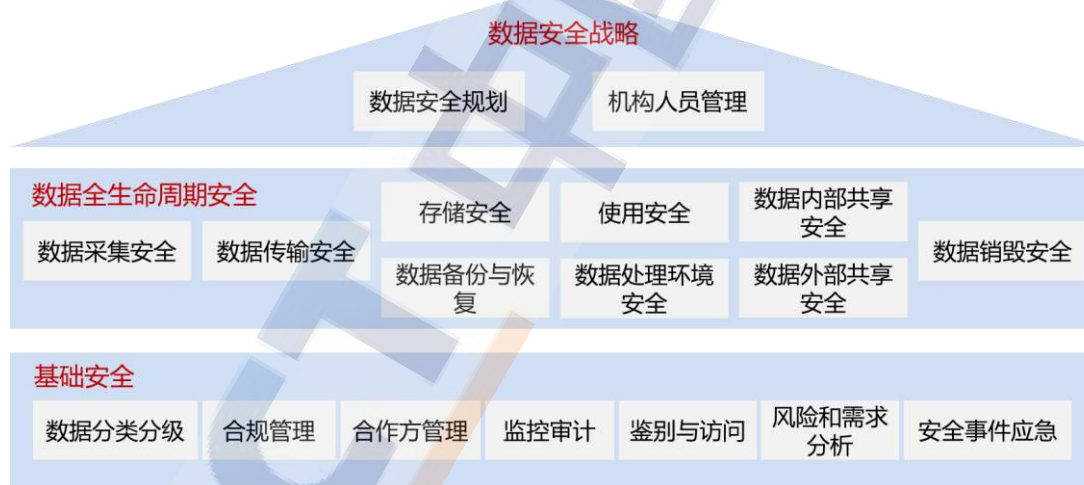 数据安全战略
数据安全规划
机构人员管理
数据全生命周期安全
数据采集安全
数据传输安全
存储安全
使用安全
数据内部共享
安全
数据备份与恢
复
数据处理环境
安全
数据外部共享
安全
数据销毁安全
基础安全
数据分类分级
合规管理
合作方管理
监控审计
鉴别与访问
风险和需求
分析
安全事件应急